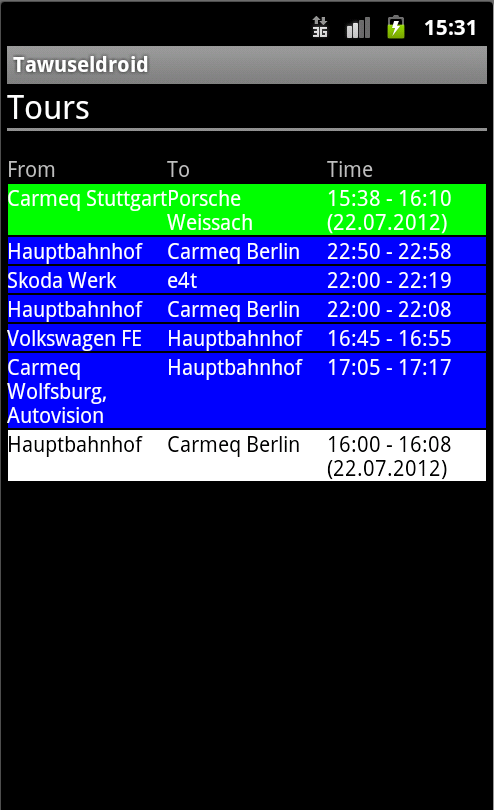 3G 15:31
Tawuseldroid
Tours
From To Time
Carmeq Stuttgart Porsche Weissach 15:38 - 16:10 (22.07.2012)
Hauptbahnhof Carmeq Berlin 22:50 - 22:58
Skoda Werk e4t 22:00 - 22:19
Hauptbahnhof Carmeq Berlin 22:00 - 22:08
Volkswagen FE Hauptbahnhof 16:45 - 16:55
Carmeq Wolfsburg, Autovision Hauptbahnhof 17:05 - 17:17
Hauptbahnhof Carmeq Berlin 16:00 - 16:08 (22.07.2012)